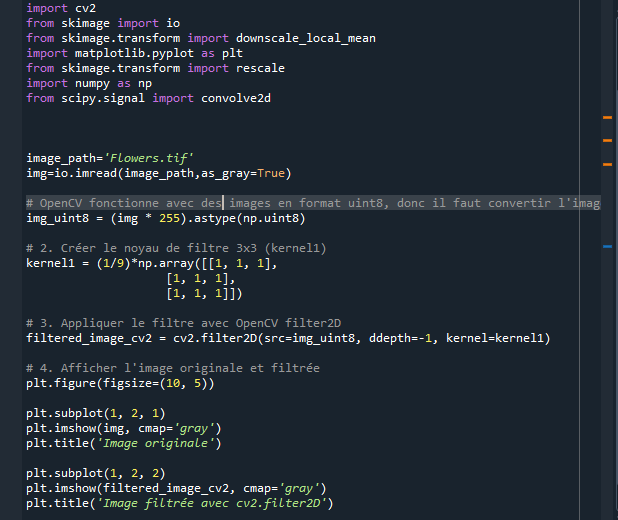 import cv2
from skimage import io
from skimage.transform import downscale_local_mean
import matplotlib.pyplot as plt
from skimage.transform import rescale
import numpy as np
from scipy.signal import convolve2d
image_path='Flowers.tif'
img=io.imread(image_path,as_gray=True)
# OpenCV fonctionne avec des images en format uint8, donc il faut convertir l'imag
img_uint8 = (img * 255).astype(np.uint8)
# 2. Créer le noyau de filtre 3x3 (kernel1)
kernel1 = (1/9)*np.array([[1, 1, 1],
[1, 1, 1],
[1, 1, 1]])
# 3. Appliquer le filtre avec OpenCV filter2D
filtered_image_cv2 = cv2.filter2D(src=img_uint8, ddepth=-1, kernel=kernel1)
# 4. Afficher l'image originale et filtrée
plt.figure(figsize=(10, 5))
plt.subplot(1, 2, 1)
plt.imshow(img, cmap='gray')
plt.title('Image originale')
plt.subplot(1, 2, 2)
plt.imshow(filtered_image_cv2, cmap='gray')
plt.title('Image filtrée avec cv2.filter2D')